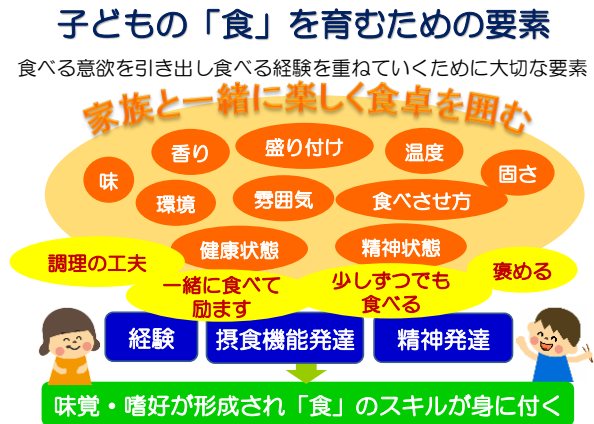 子どもの「食」を育むための要素
食べる意欲を引き出し食べる経験を重ねていくために大切な要素
家族と一緒に楽しく食卓を囲む
香り
盛り付け
温度
味
固さ
環境
雰囲気
食べさせ方
健康状態
精神状態
調理の工夫
褒める
一緒に食べて
励ます
少しずつでも
食べる
経験
摂食機能発達
精神発達
味覚・嗜好が形成され「食」のスキルが身に付く